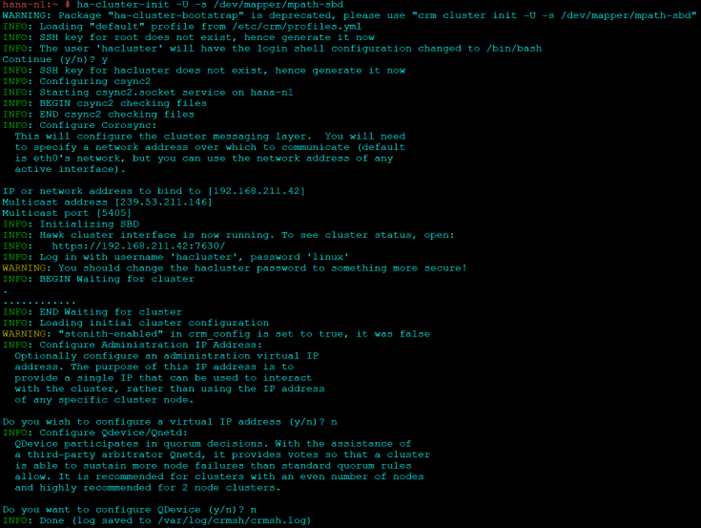 hana-n1:~ # ha-cluster-init -U -s /dev/mapper/mpath-sbd
WARNING: Package "ha-cluster-bootstrap" is deprecated, please use "crm cluster init -U -s /dev/mapper/mpath-sbd"
INFO: Loading "default" profile from /etc/crm/profiles.yml
INFO: SSH key for root does not exist, hence generate it now
INFO: The user 'hacluster' will have the login shell configuration changed to /bin/bash
Continue (y/n)? y
INFO: SSH key for hacluster does not exist, hence generate it now
INFO: Configuring csync2
INFO: Starting csync2.socket service on hana-n1
INFO: BEGIN csync2 checking files
INFO: END csync2 checking files
INFO: Configure Corosync:
This will configure the cluster messaging layer.  You will need
to specify a network address over which to communicate (default
is eth0's network, but you can use the network address of any
active interface).
IP or network address to bind to [192.168.211.42]
Multicast address [239.53.211.146]
Multicast port [5405]
INFO: Initializing SBD
INFO: Hawk cluster interface is now running. To see cluster status, open:
INFO:   https://192.168.211.42:7630/
INFO: Log in with username 'hacluster', password 'linux'
WARNING: You should change the hacluster password to something more secure!
INFO: BEGIN Waiting for cluster
.
............
INFO: END Waiting for cluster
INFO: Loading initial cluster configuration
WARNING: "stonith-enabled" in crm_config is set to true, it was false
INFO: Configure Administration IP Address:
Optionally configure an administration virtual IP
address. The purpose of this IP address is to
provide a single IP that can be used to interact
with the cluster, rather than using the IP address
of any specific cluster node.
Do you wish to configure a virtual IP address (y/n)? n
INFO: Configure Qdevice/Qnetd:
QDevice participates in quorum decisions. With the assistance of
a third-party arbitrator Qnetd, it provides votes so that a cluster
is able to sustain more node failures than standard quorum rules
allow. It is recommended for clusters with an even number of nodes
and highly recommended for 2 node clusters.
Do you want to configure QDevice (y/n)? n
INFO: Done (log saved to /var/log/crmsh/crmsh.log)